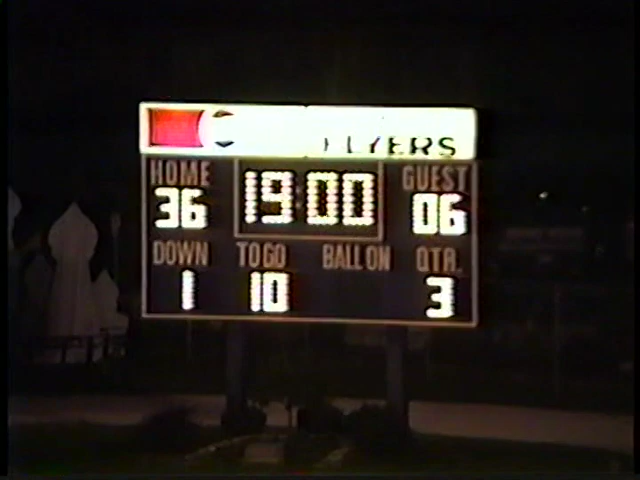 FLYERS
HOME 19:00 GUEST
36 06
DOWN TO GO BALL ON QTR.
1 10 3